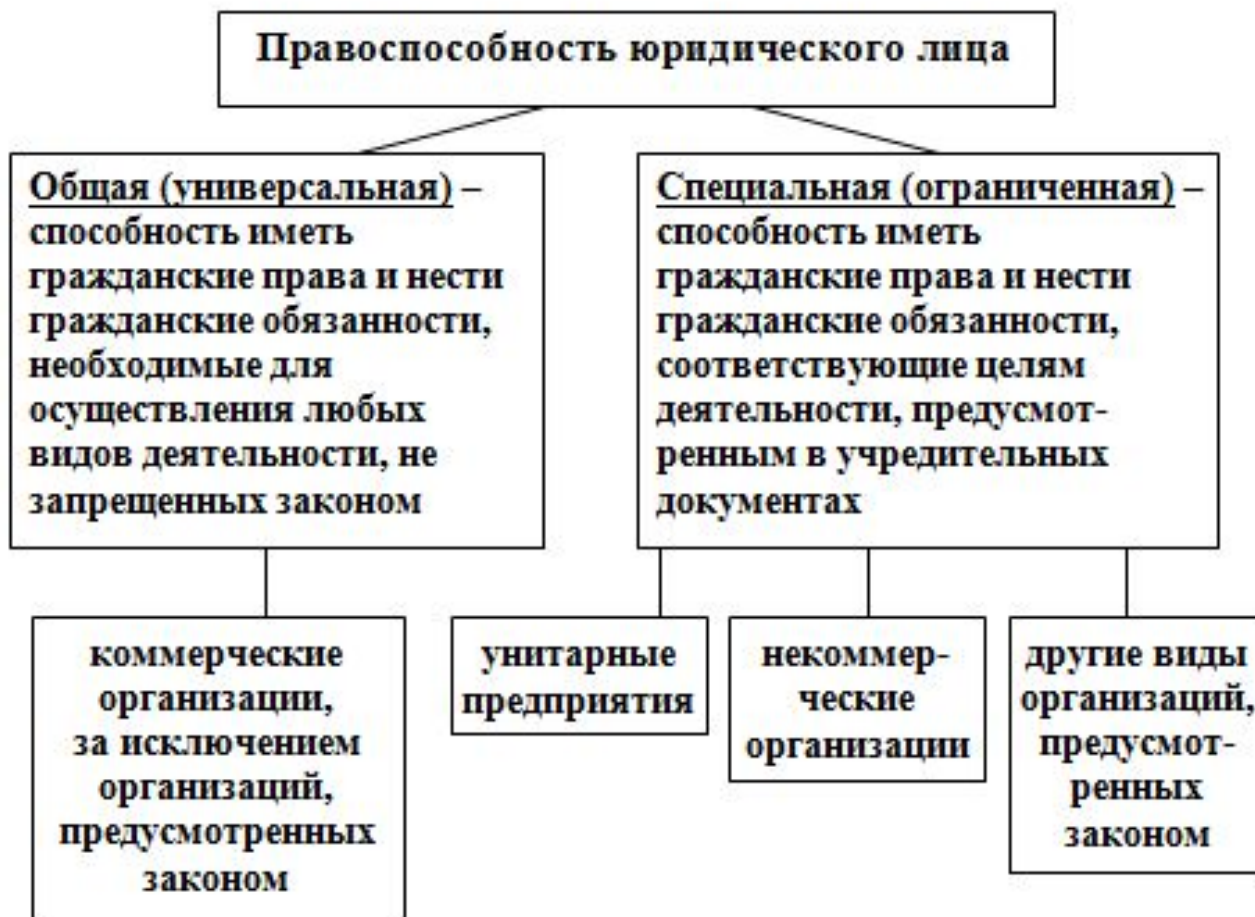 Правоспособность юридического лица
Общая (универсальная) –
способность иметь
гражданские права и нести
гражданские обязанности,
необходимые для
осуществления любых
видов деятельности, не
запрещенных законом
Специальная (ограниченная) –
способность иметь
гражданские права и нести
гражданские обязанности,
соответствующие целям
деятельности, предусмот-
ренным в учредительных
документах
коммерческие
организации,
за исключением
организаций,
предусмотренных
законом
унитарные
предприятия
некоммер-
ческие
организации
другие виды
организаций,
предусмот-
ренных
законом